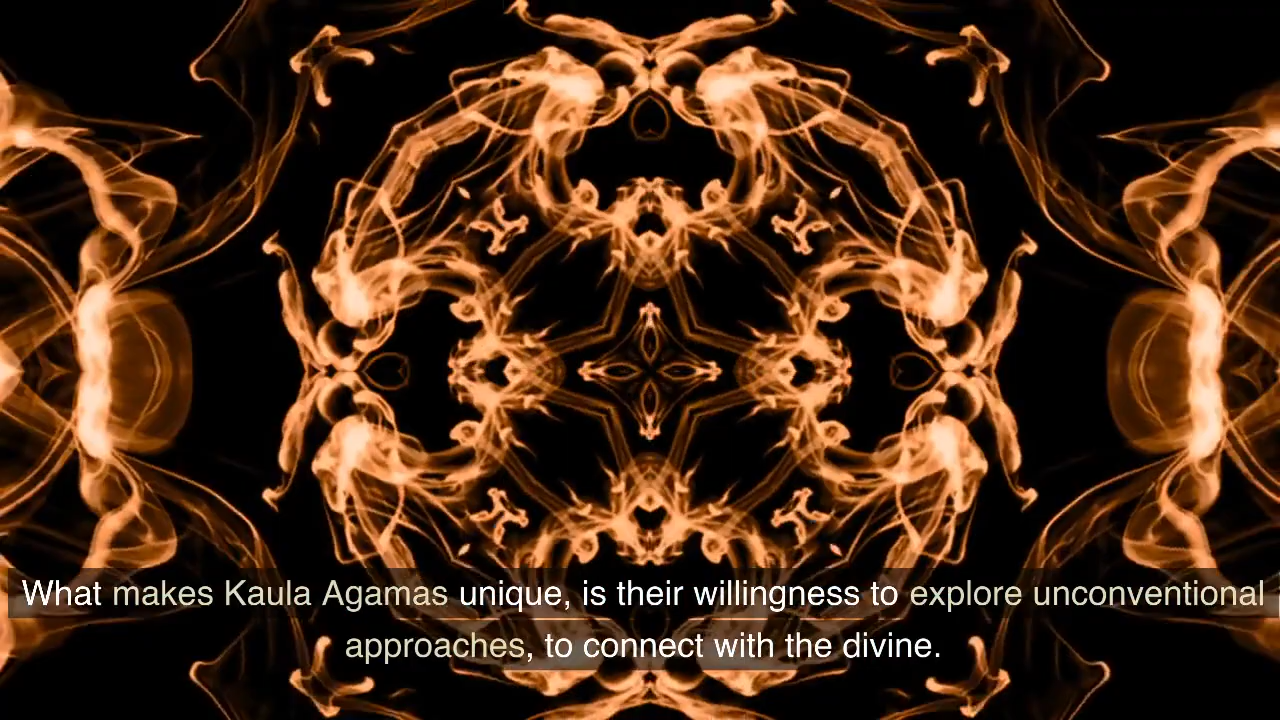 What makes Kaula Agamas unique, is their willingness to explore unconventional
approaches, to connect with the divine.